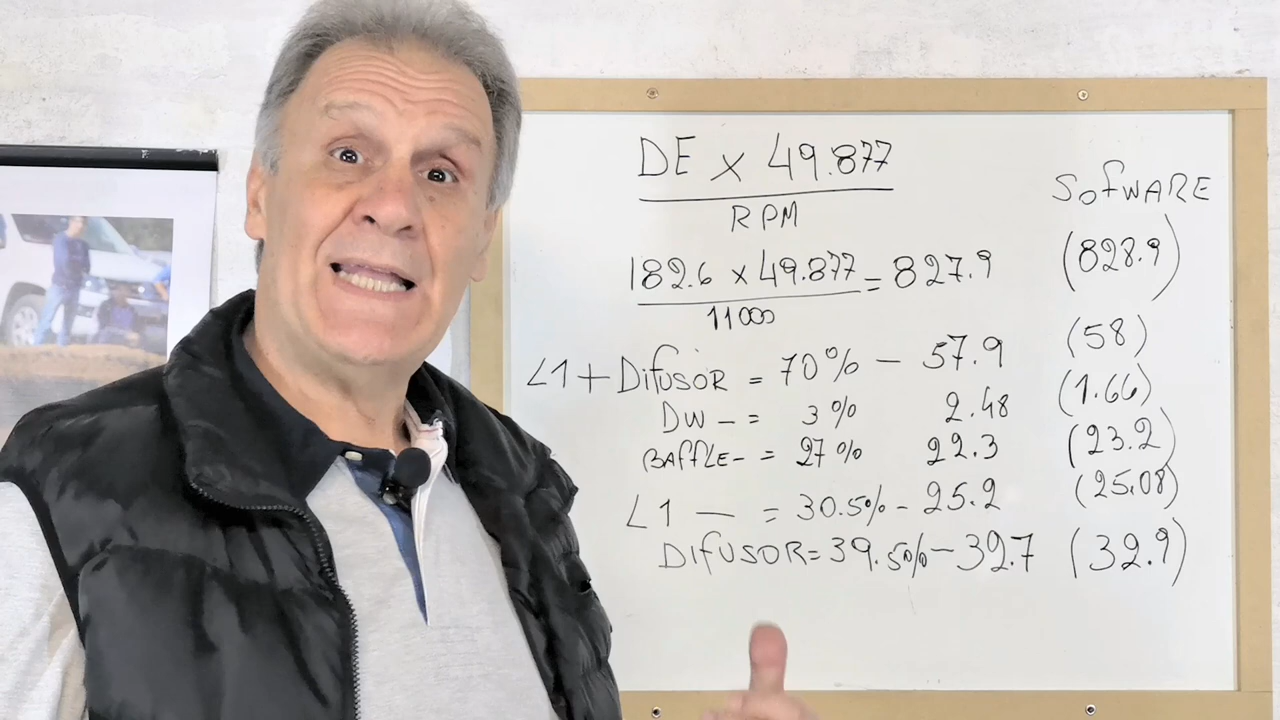 DE x 49.877
RPM
SOFWARE
182.6 x 49.877 = 827.9 (828.9)
11000
L1 + DifUSOR = 70% - 57.9 (58)
DW - = 3% 2.48 (1.66)
BAffLE - = 27% 22.3 (23.2)
L1 - = 30.5% - 25.2 (25.08)
DifUSOR = 39.5% - 32.7 (32.9)